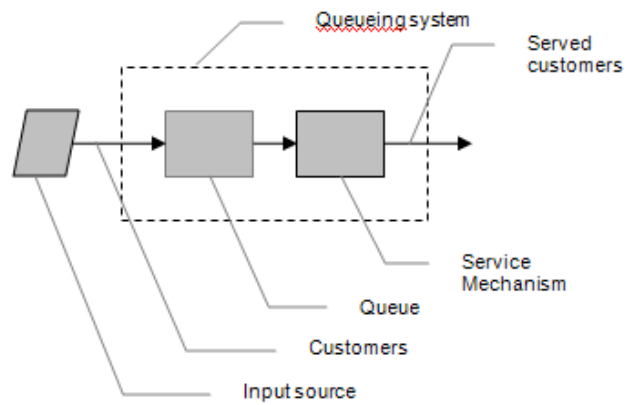 Queueing system
Served
customers
Service
Mechanism
Queue
Customers
Input source